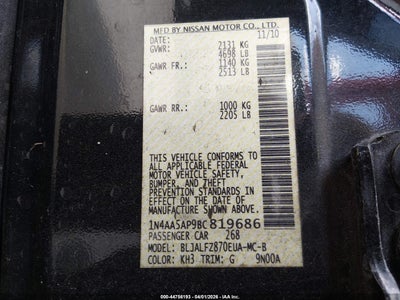 MFD BY NISSAN MOTOR CO., LTD.
DATE: 11/10
GVWR: 2131 KG
4698 LB
GAWR FR.: 1140 KG
2513 LB
GAWR RR.: 1000 KG
2205 LB
THIS VEHICLE CONFORMS TO
ALL APPLICABLE FEDERAL
MOTOR VEHICLE SAFETY,
BUMPER, AND THEFT
PREVENTION STANDARDS IN
EFFECT ON THE DATE OF
MANUFACTURE SHOWN ABOVE.
1N4AA5AP9BC819686
PASSENGER CAR 268
MODEL: BLJALFZ870EUA-MC-B
COLOR: KH3 TRIM: G 9N00A
BID: 44758193 - 04/01/2026 - IAA